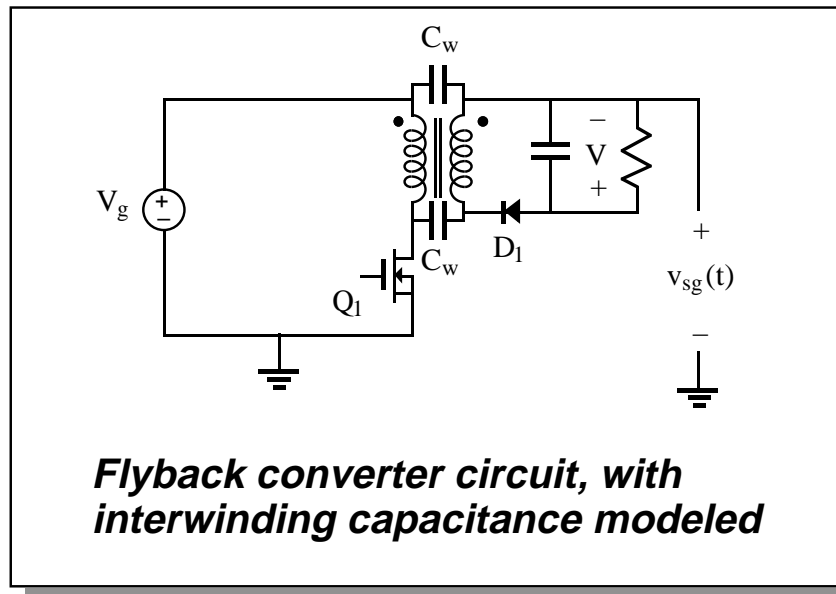 C_w
V_g
+
−
−
V
+
D_1
C_w
Q_1
+
v_sg(t)
−
Flyback converter circuit, with
interwinding capacitance modeled